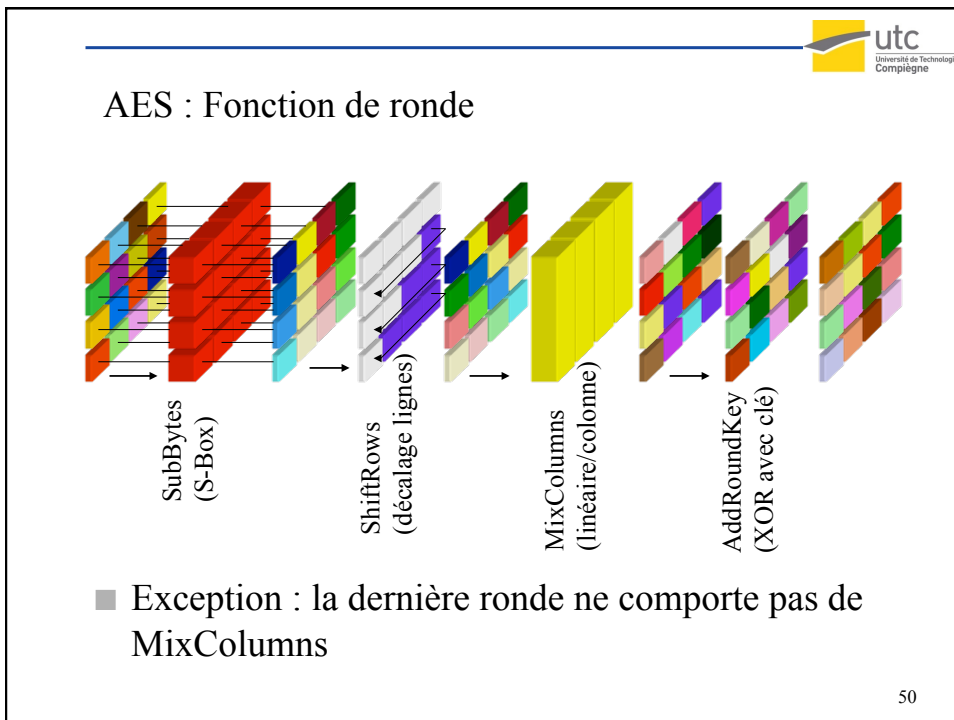 utc
Université de Technologi
Compiègne
AES : Fonction de ronde
SubBytes
(S-Box)
ShiftRows
(décalage lignes)
MixColumns
(linéaire/colonne)
AddRoundKey
(XOR avec clé)
Exception : la dernière ronde ne comporte pas de
MixColumns
50